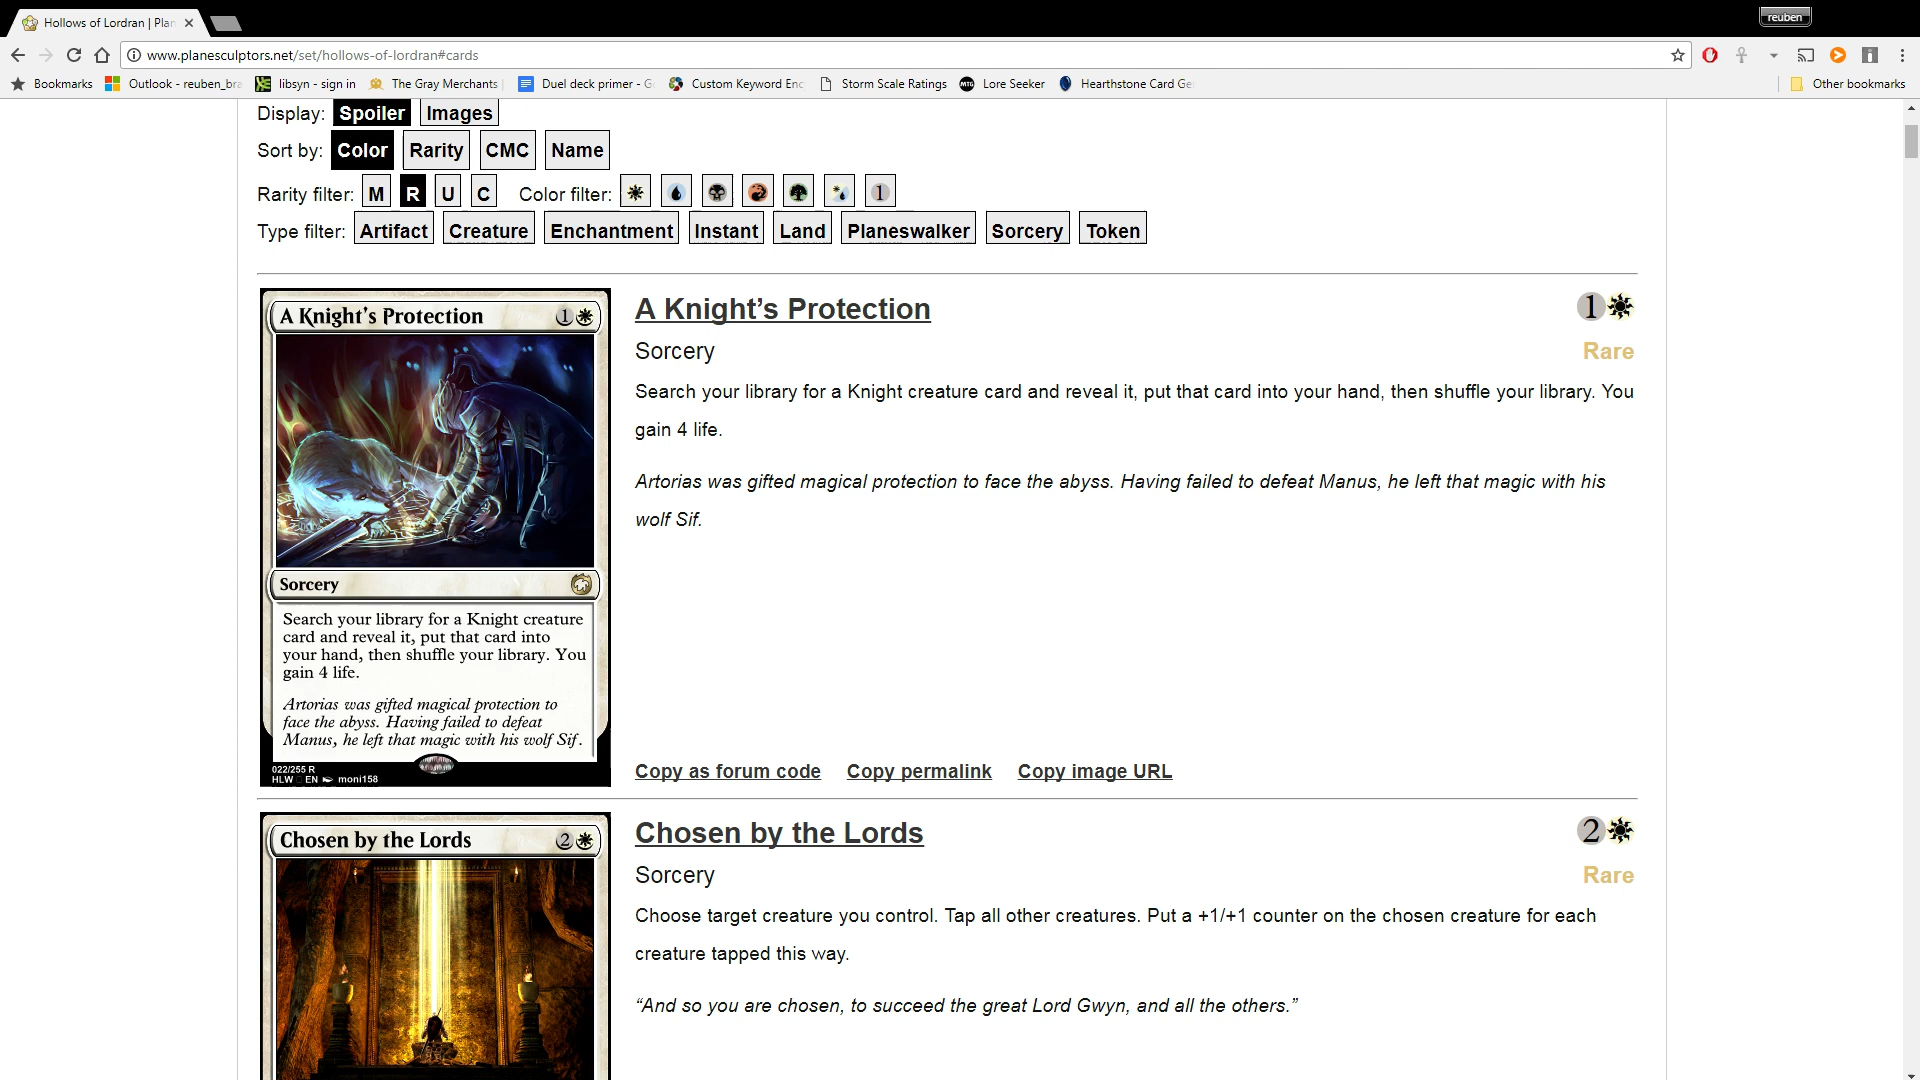 Hollows of Lordran | Plan
reuben
www.planesculptors.net/set/hollows-of-lordran#cards
Bookmarks Outlook - reuben_bra libsyn - sign in The Gray Merchants Duel deck primer - G Custom Keyword Enc Storm Scale Ratings MTG Lore Seeker Hearthstone Card Ge Other bookmarks
Display: Spoiler Images
Sort by: Color Rarity CMC Name
Rarity filter: M R U C Color filter: 1
Type filter: Artifact Creature Enchantment Instant Land Planeswalker Sorcery Token
A Knight's Protection 1
Sorcery
Search your library for a Knight creature
card and reveal it, put that card into
your hand, then shuffle your library. You
gain 4 life.
Artorias was gifted magical protection to
face the abyss. Having failed to defeat
Manus, he left that magic with his wolf Sif.
022/255 R
HLW EN moni158
A Knight’s Protection 1
Sorcery Rare
Search your library for a Knight creature card and reveal it, put that card into your hand, then shuffle your library. You
gain 4 life.
Artorias was gifted magical protection to face the abyss. Having failed to defeat Manus, he left that magic with his
wolf Sif.
Copy as forum code Copy permalink Copy image URL
Chosen by the Lords 2
Chosen by the Lords 2
Sorcery Rare
Choose target creature you control. Tap all other creatures. Put a +1/+1 counter on the chosen creature for each
creature tapped this way.
“And so you are chosen, to succeed the great Lord Gwyn, and all the others.”